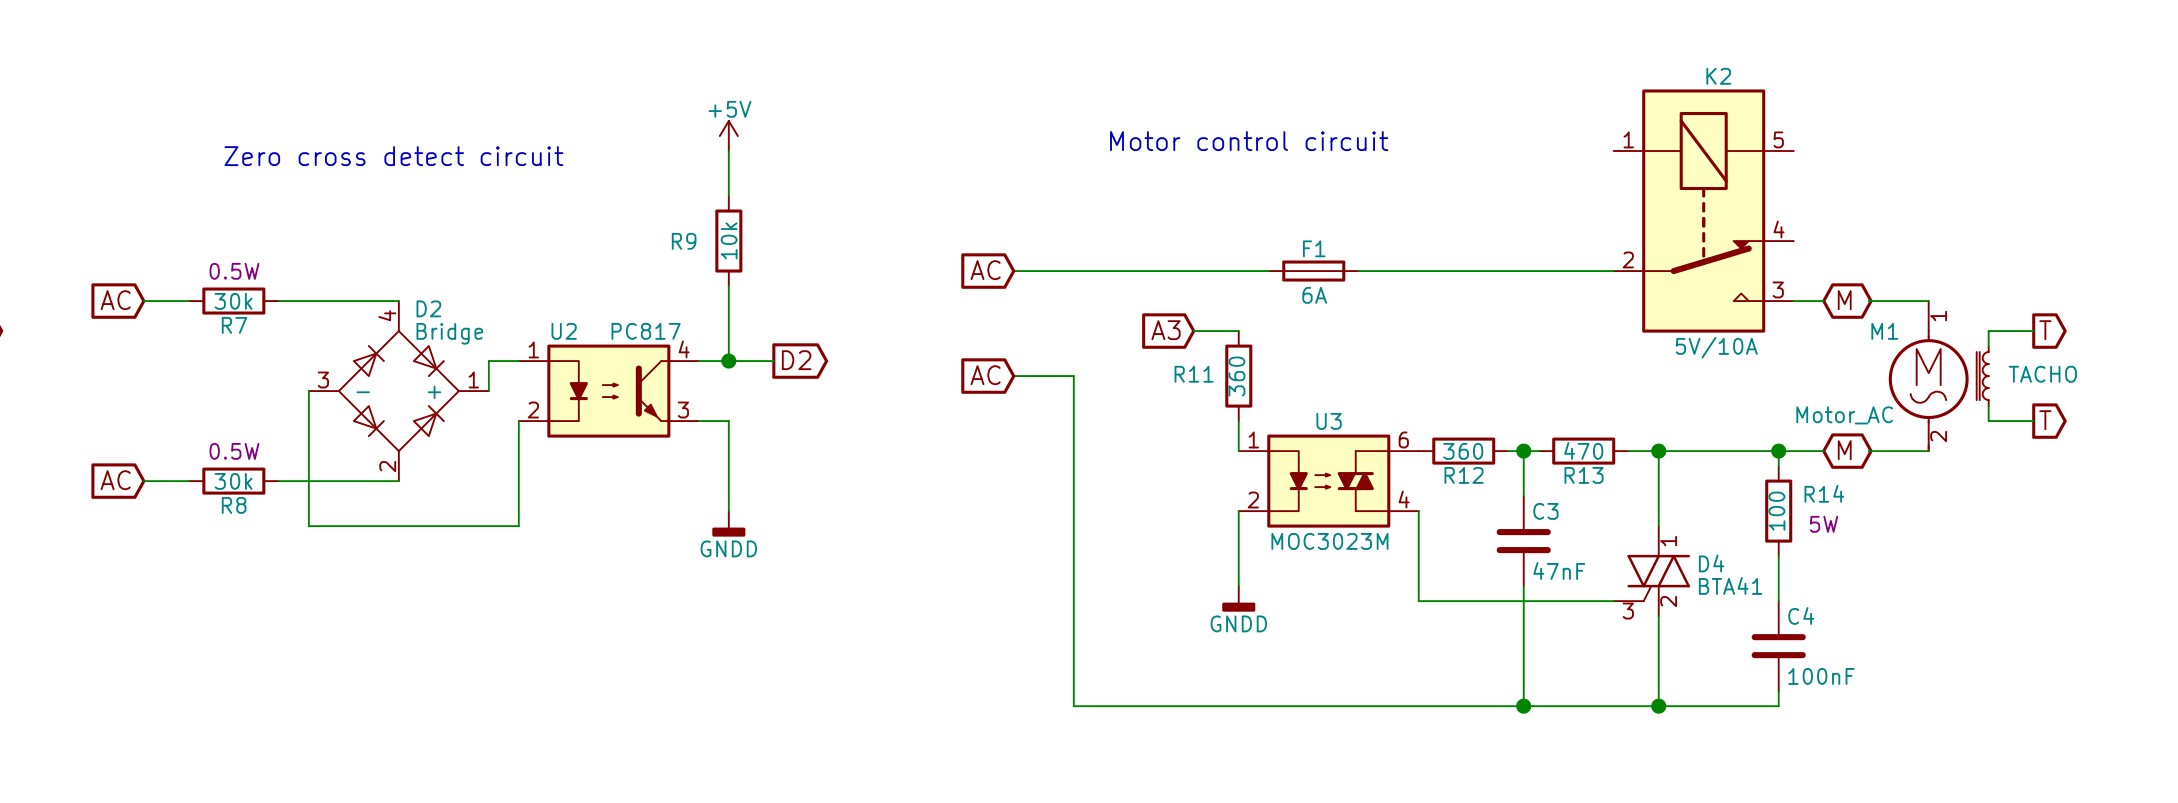 Zero cross detect circuit
+5V
R9
10k
0.5W
AC
30k
R7
4
D2
Bridge
3
-
+
1
2
0.5W
AC
30k
R8
U2
PC817
1
4
2
3
D2
GNDD
Motor control circuit
K2
1
5
4
2
3
5V/10A
AC
F1
6A
A3
AC
R11
360
U3
1
6
2
4
MOC3023M
GNDD
360
R12
470
R13
C3
47nF
1
D4
BTA41
3
2
100
R14
5W
C4
100nF
M
M1
1
M
Motor_AC
M
2
T
TACHO
T